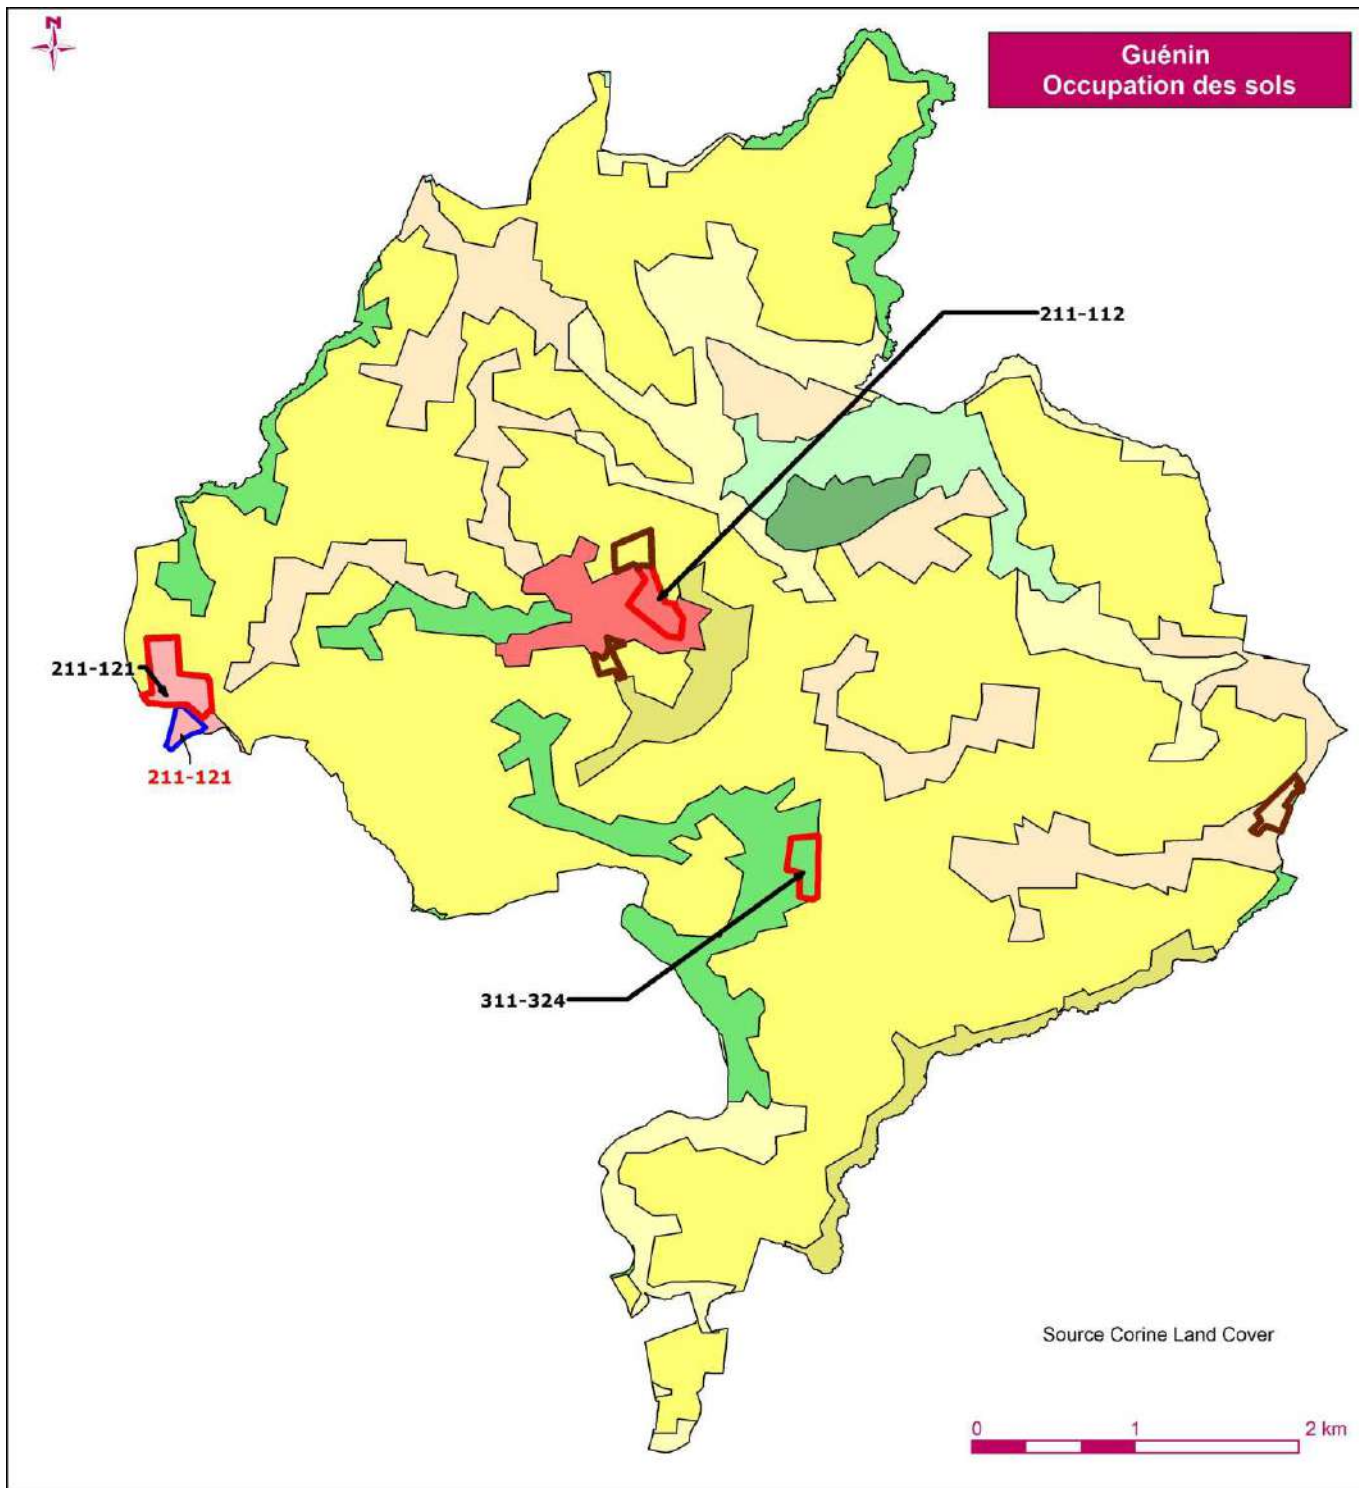 N
Guénin
Occupation des sols
211-112
211-121
211-121
311-324
Source Corine Land Cover
0 1 2 km